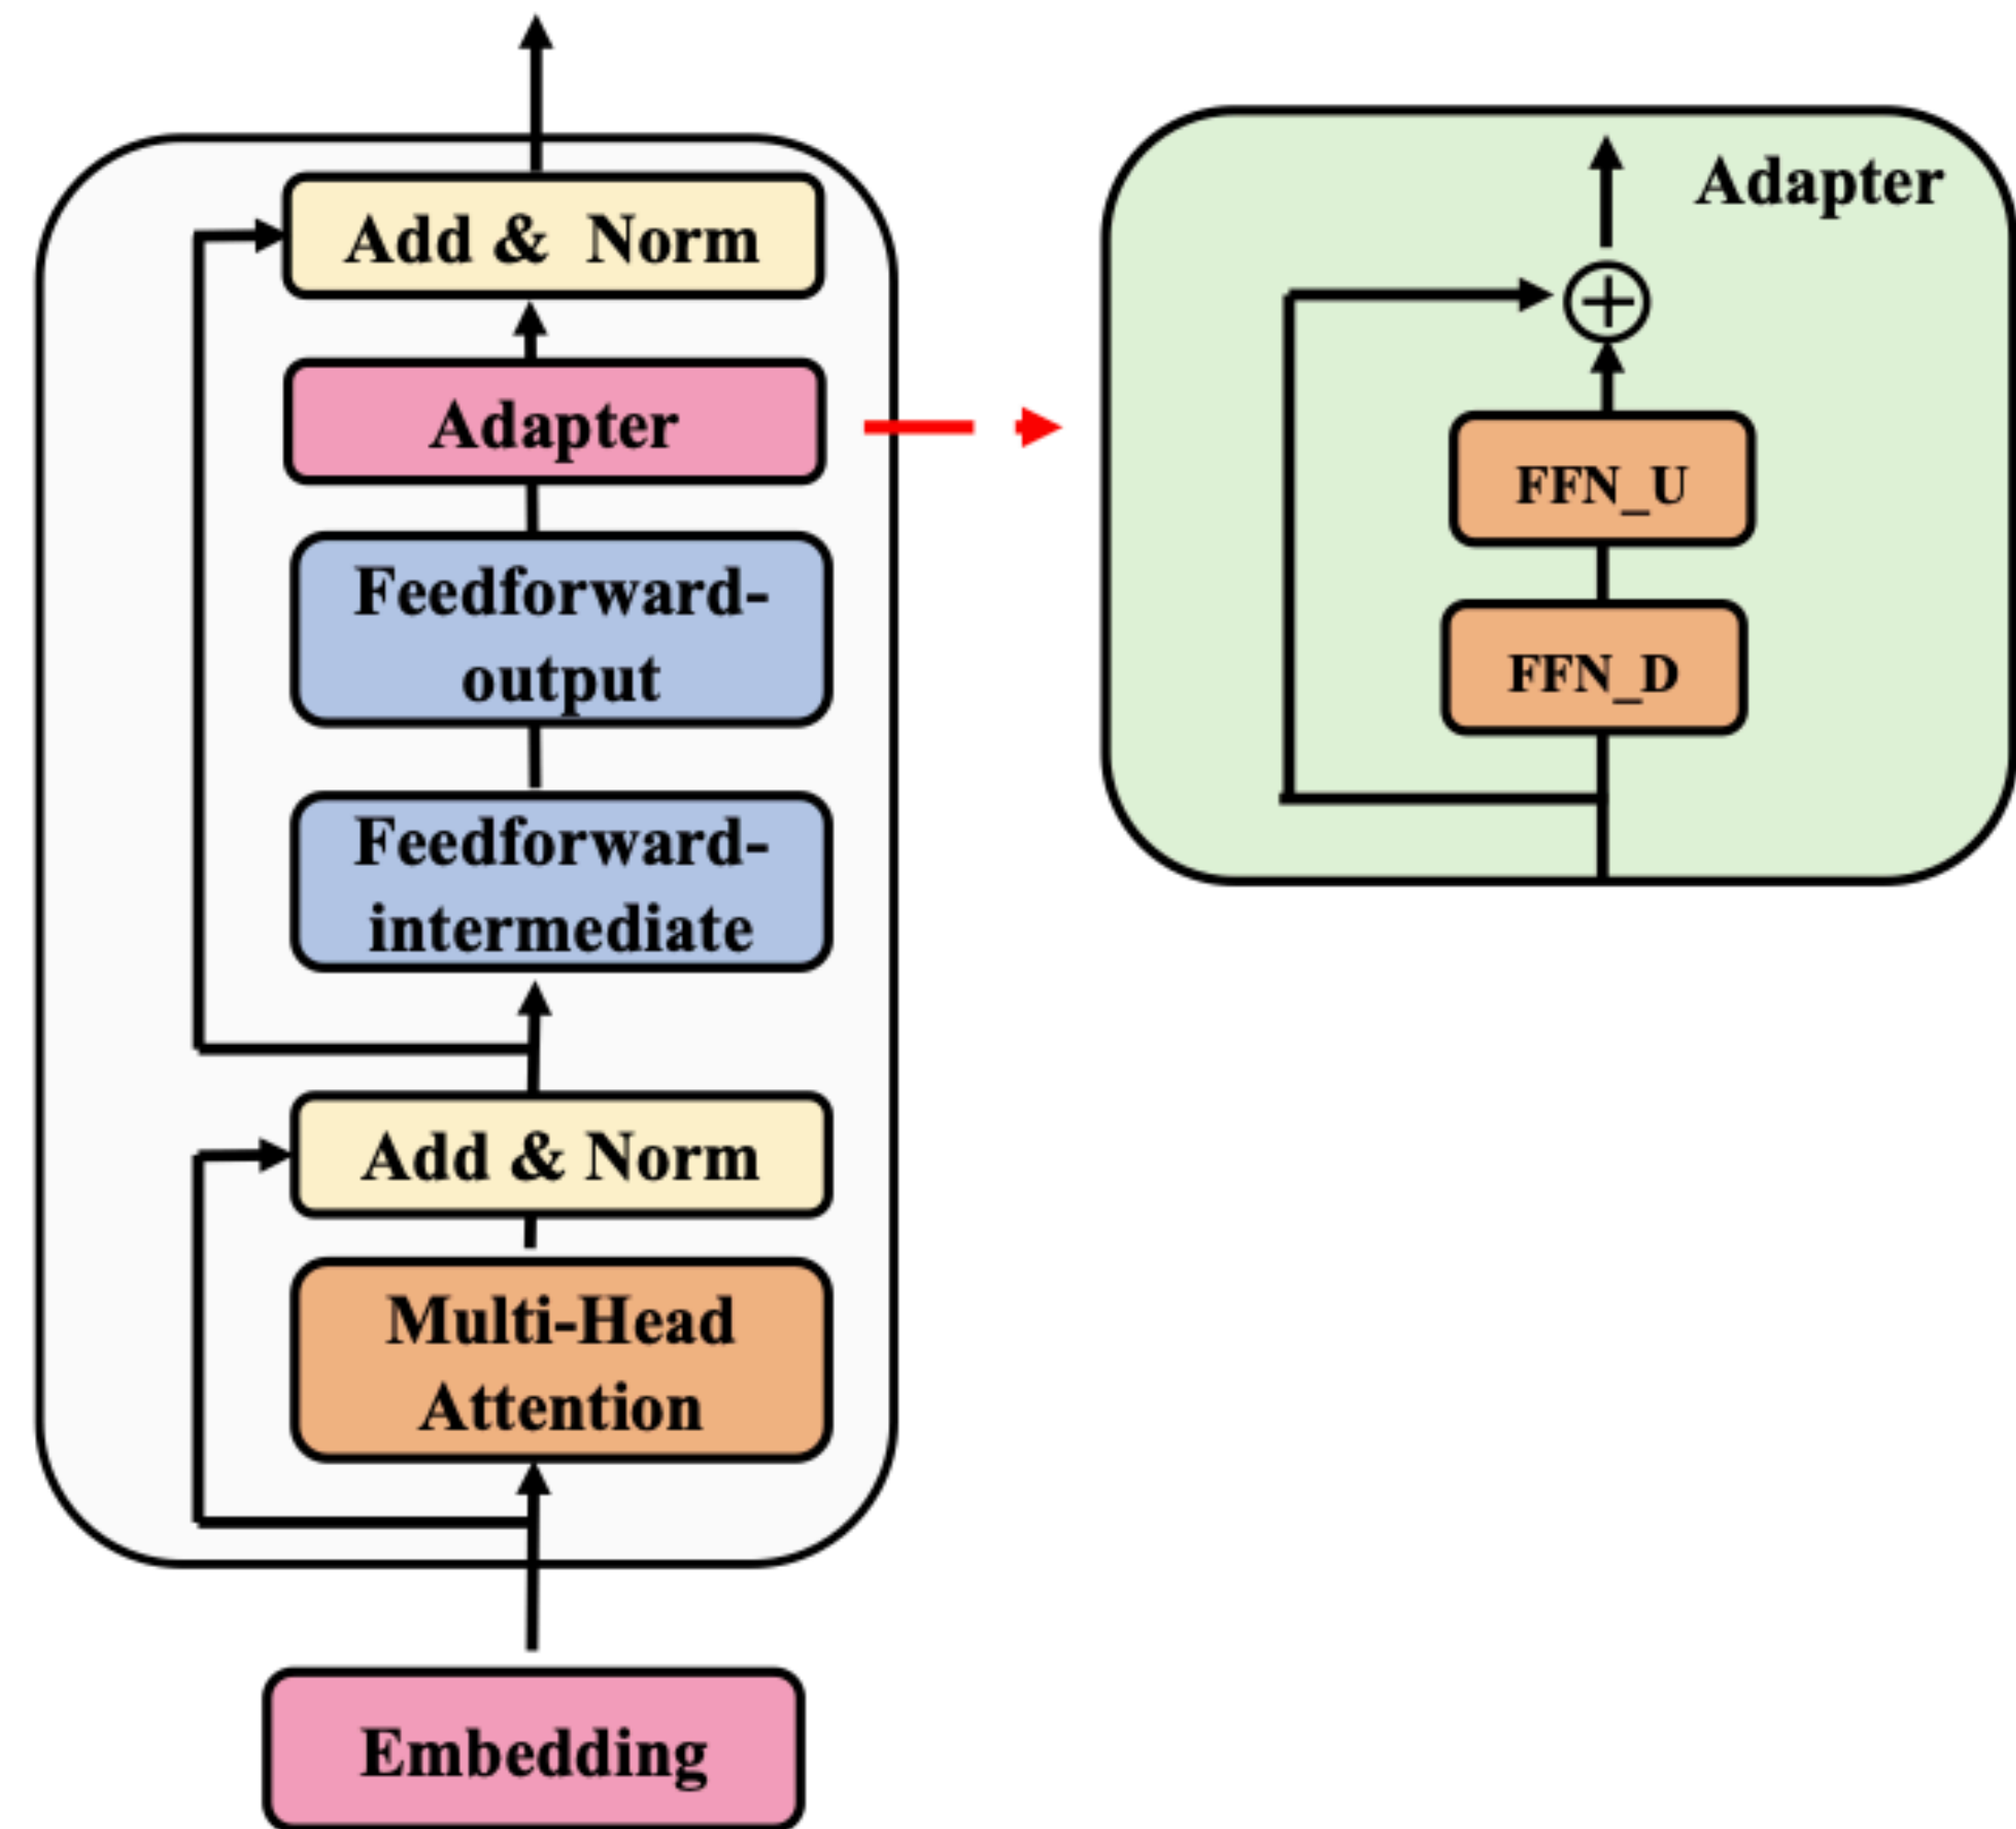 Add & Norm
Adapter
Feedforward-
output
Feedforward-
intermediate
Add & Norm
Multi-Head
Attention
Embedding
Adapter
FFN_U
FFN_D